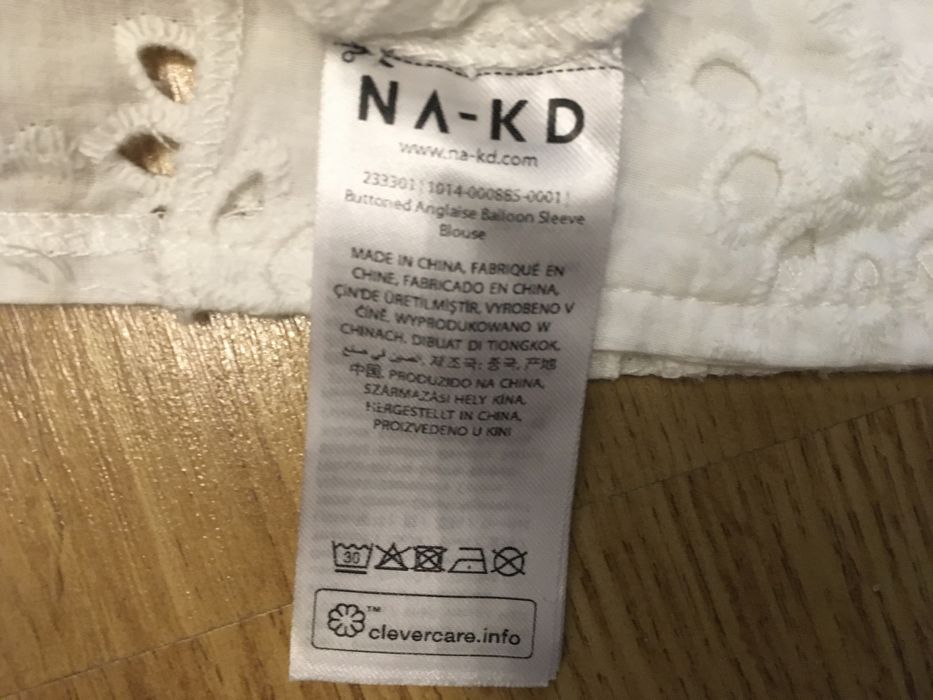 NA-KD
www.na-kd.com
233301 | 1014-000885-0001 |
Buttoned Anglaise Balloon Sleeve
Blouse
MADE IN CHINA, FABRIQUÉ EN
CHINE, FABRICADO EN CHINA,
ÇİN'DE ÜRETİLMİŞTİR, VYROBENO V
ČÍNĚ, WYPRODUKOWANO W
CHINACH, DIBUAT DI TIONGKOK,
الصين في صنع, 제조국: 중국, 产地
中国, PRODUZIDO NA CHINA,
SZÁRMAZÁSI HELY KÍNA,
HERGESTELLT IN CHINA,
PROIZVEDENO U KINI
30
clevercare.info